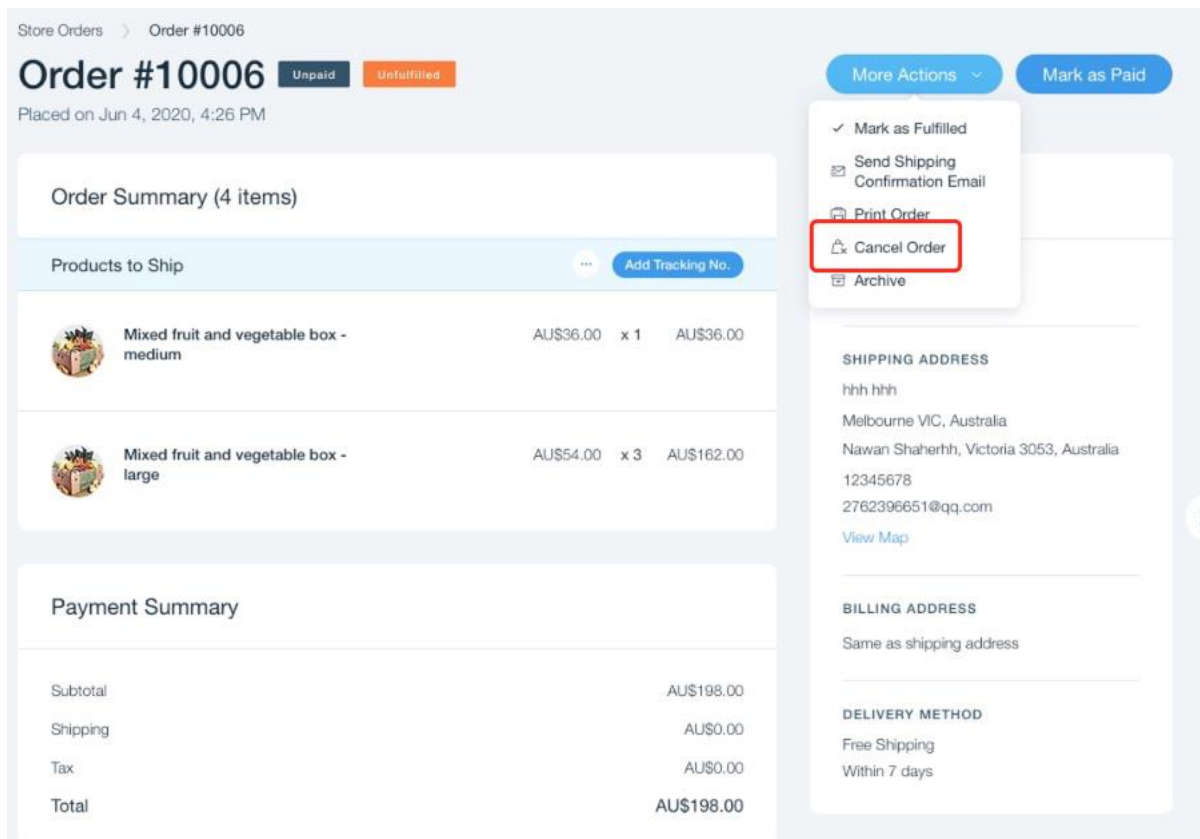 Store Orders > Order #10006
Order #10006 Unpaid Unfulfilled
Placed on Jun 4, 2020, 4:26 PM
More Actions
Mark as Paid
Mark as Fulfilled
Send Shipping
Confirmation Email
Print Order
Cancel Order
Archive
Order Summary (4 items)
Products to Ship ... Add Tracking No.
Mixed fruit and vegetable box -
medium
AU$36.00 x 1 AU$36.00
Mixed fruit and vegetable box -
large
AU$54.00 x 3 AU$162.00
Payment Summary
Subtotal AU$198.00
Shipping AU$0.00
Tax AU$0.00
Total AU$198.00
SHIPPING ADDRESS
hhh hhh
Melbourne VIC, Australia
Nawan Shaherhh, Victoria 3053, Australia
12345678
2762396651@qq.com
View Map
BILLING ADDRESS
Same as shipping address
DELIVERY METHOD
Free Shipping
Within 7 days